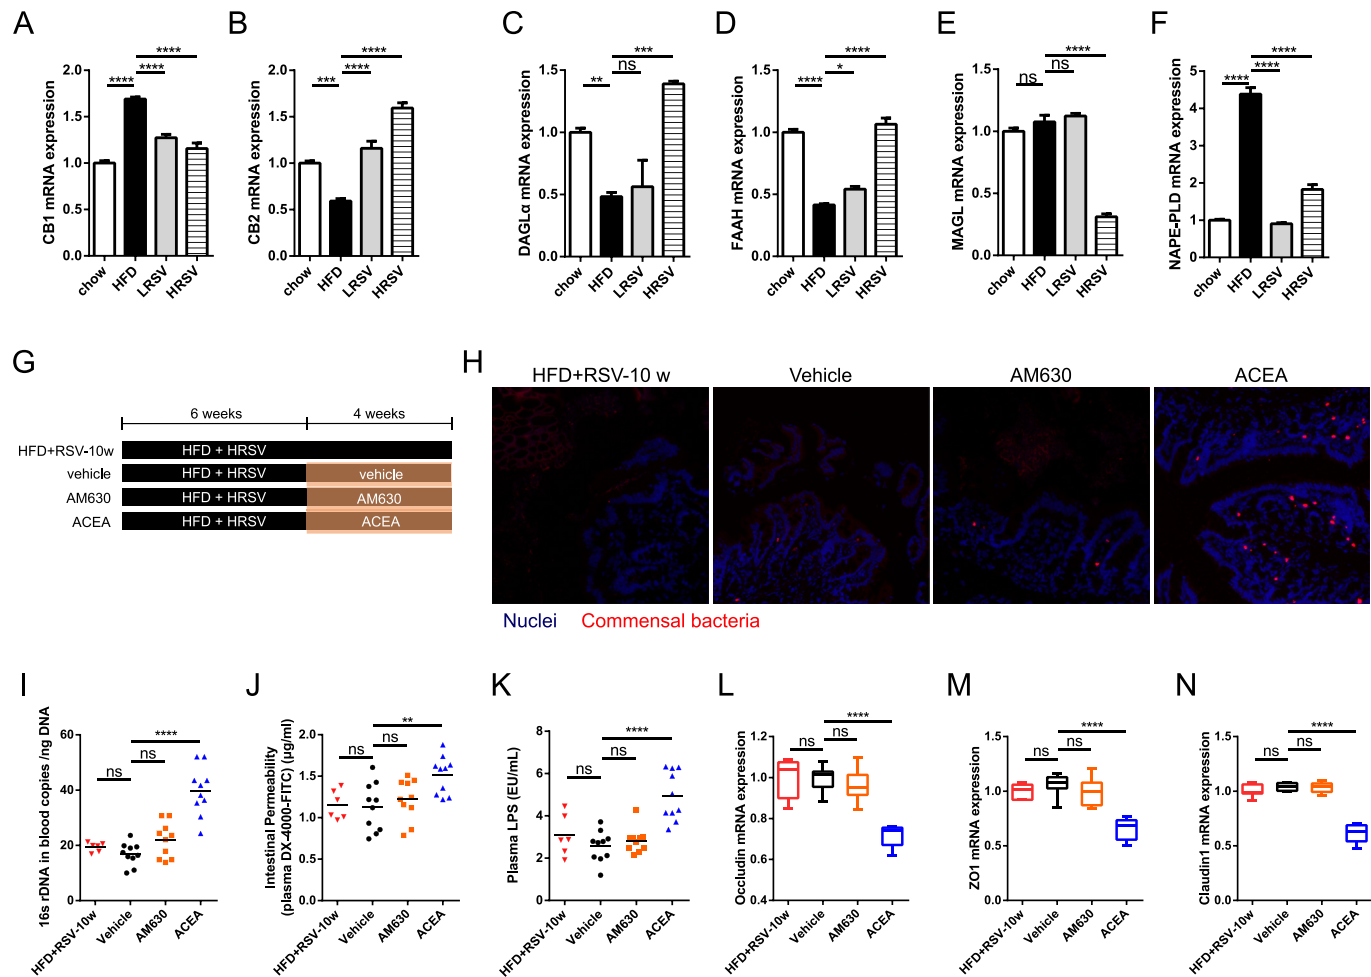 A
B
C
D
E
F
CB1 mRNA expression
2.0
1.5
1.0
0.5
0.0
****
****
****
chow
HFD
LRSV
HRSV
CB2 mRNA expression
2.0
1.5
1.0
0.5
0.0
***
****
****
chow
HFD
LRSV
HRSV
DAGLα mRNA expression
1.5
1.0
0.5
0.0
**
ns
***
chow
HFD
LRSV
HRSV
FAAH mRNA expression
1.5
1.0
0.5
0.0
****
*
****
chow
HFD
LRSV
HRSV
MAGL mRNA expression
1.5
1.0
0.5
0.0
ns
ns
****
chow
HFD
LRSV
HRSV
NAPE-PLD mRNA expression
5
4
3
2
1
0
****
****
****
chow
HFD
LRSV
HRSV
G
6 weeks
4 weeks
HFD+RSV-10w
HFD + HRSV
vehicle
HFD + HRSV
vehicle
AM630
HFD + HRSV
AM630
ACEA
HFD + HRSV
ACEA
H
HFD+RSV-10 w
Vehicle
AM630
ACEA
Nuclei
Commensal bacteria
I
16s rDNA in blood copies /ng DNA
60
40
20
0
ns
ns
****
HFD+RSV-10w
Vehicle
AM630
ACEA
J
Intestinal Permeability
(plasma DX-4000-FITC) (µg/ml)
2.0
1.5
1.0
0.5
0.0
ns
ns
**
HFD+RSV-10w
Vehicle
AM630
ACEA
K
Plasma LPS (EU/mL)
8
6
4
2
0
ns
ns
****
HFD+RSV-10w
Vehicle
AM630
ACEA
L
Occludin mRNA expression
1.2
1.0
0.8
0.6
0.4
ns
ns
****
HFD+RSV-10w
Vehicle
AM630
ACEA
M
ZO1 mRNA expression
1.5
1.0
0.5
0.0
ns
ns
****
HFD+RSV-10w
Vehicle
AM630
ACEA
N
Claudin1 mRNA expression
1.5
1.0
0.5
0.0
ns
ns
****
HFD+RSV-10w
Vehicle
AM630
ACEA